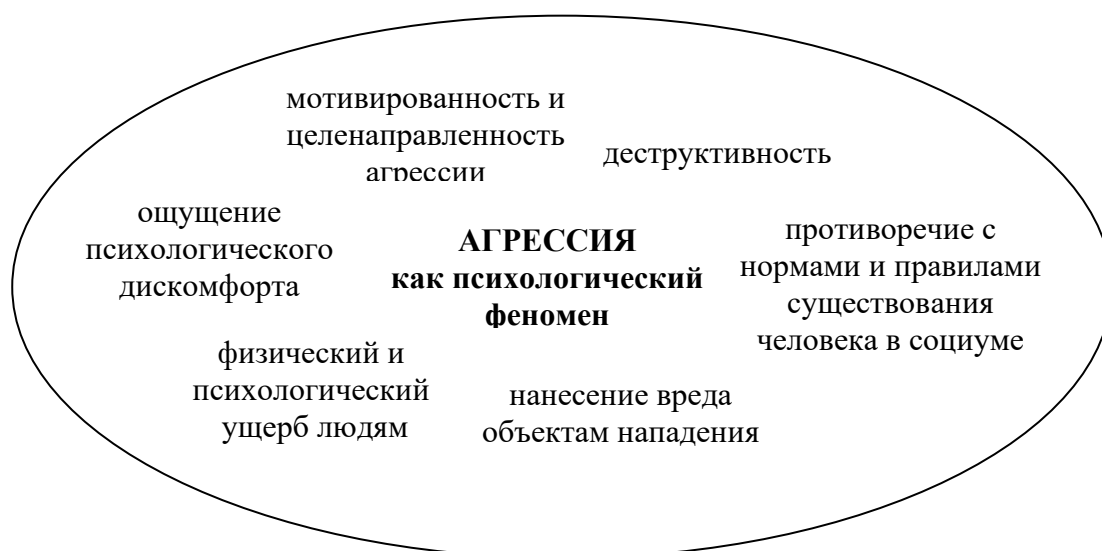 мотивированность и
целенаправленность
агрессии
деструктивность
ощущение
психологического
дискомфорта
АГРЕССИЯ
как психологический
феномен
противоречие с
нормами и правилами
существования
человека в социуме
физический и
психологический
ущерб людям
нанесение вреда
объектам нападения